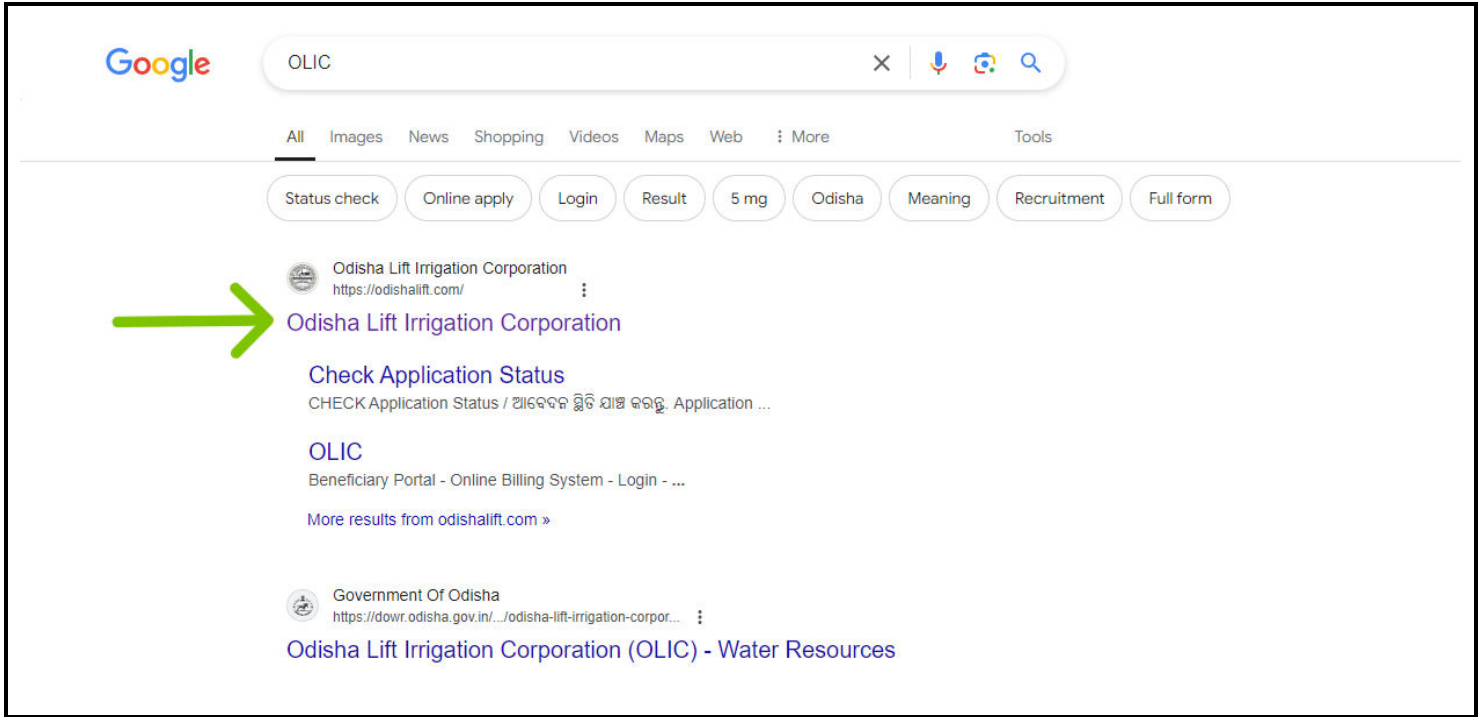 Google OLIC
All Images News Shopping Videos Maps Web More Tools
Status check Online apply Login Result 5 mg Odisha Meaning Recruitment Full form
Odisha Lift Irrigation Corporation
https://odishalift.com/
Odisha Lift Irrigation Corporation
Check Application Status
CHECK Application Status / ଆବେଦନ ସ୍ଥିତି ଯାଞ୍ଚ କରନ୍ତୁ. Application ...
OLIC
Beneficiary Portal - Online Billing System - Login - ...
More results from odishalift.com »
Government Of Odisha
https://dowr.odisha.gov.in/.../odisha-lift-irrigation-corpor...
Odisha Lift Irrigation Corporation (OLIC) - Water Resources